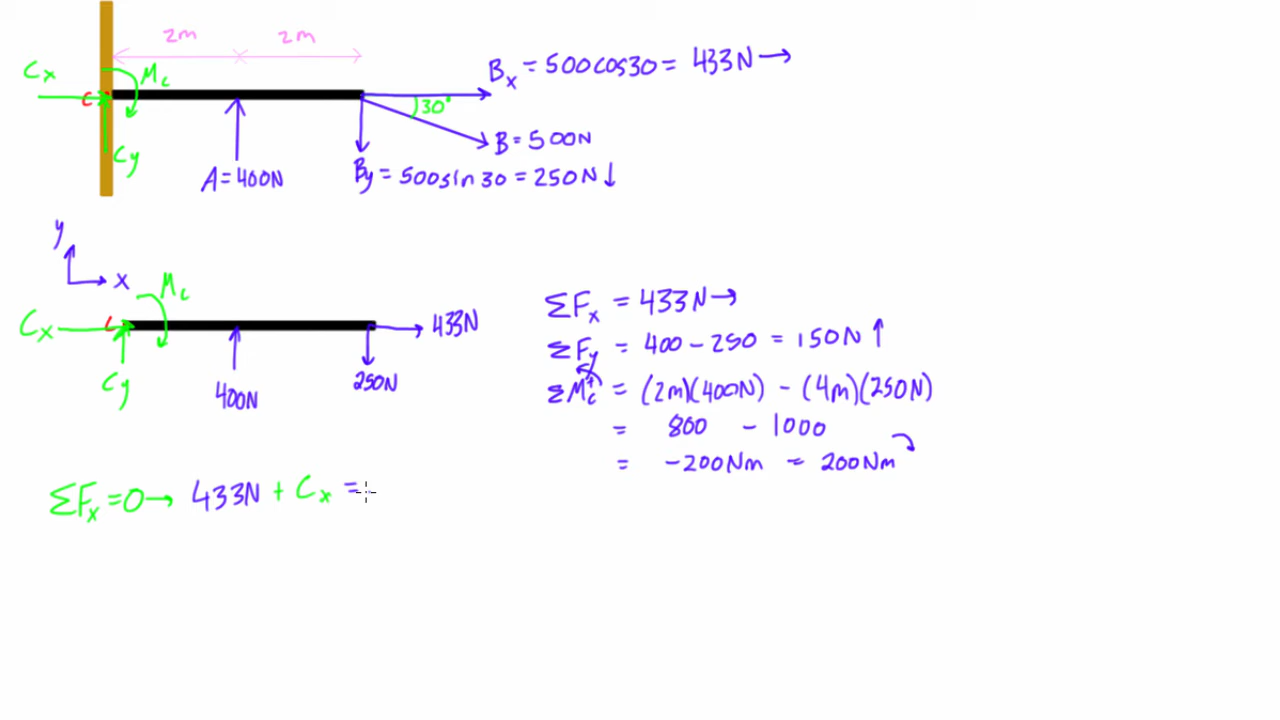 2m 2m
Cx Mc Bx = 500cos30 = 433N →
C 30°
Cy A = 400N B = 500N
By = 500sin30 = 250N ↓
y
x
Mc
Cx C 433N
Cy 400N 250N
ΣFx = 433N →
ΣFy = 400 - 250 = 150N ↑
ΣMc+ = (2m)(400N) - (4m)(250N)
= 800 - 1000
= -200Nm = 200Nm
ΣFx = 0 → 433N + Cx =